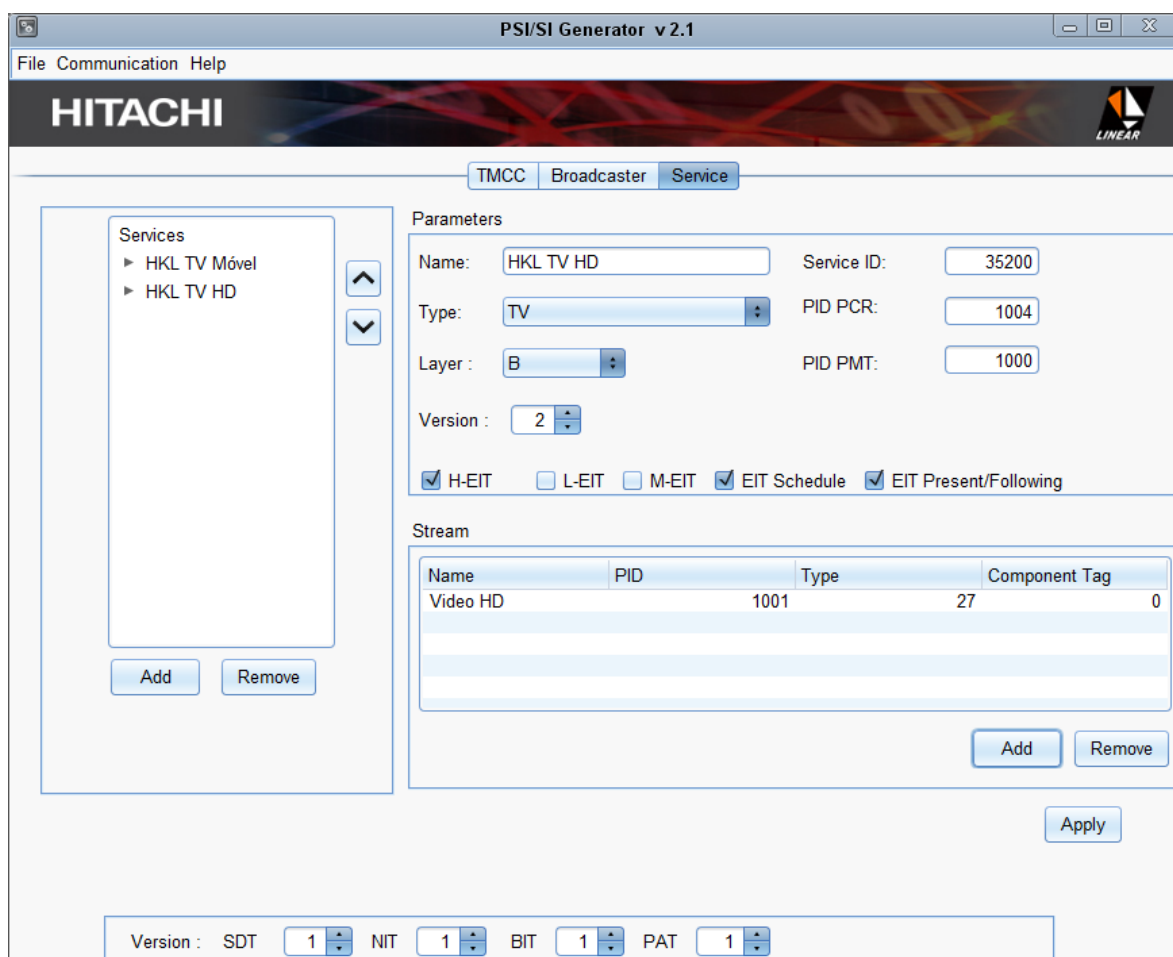 PSI/SI Generator v 2.1
File Communication Help
HITACHI
LINEAR
TMCC Broadcaster Service
Services
HKL TV Móvel
HKL TV HD
Add Remove
Parameters
Name: HKL TV HD Service ID: 35200
Type: TV PID PCR: 1004
Layer : B PID PMT: 1000
Version : 2
H-EIT L-EIT M-EIT EIT Schedule EIT Present/Following
Stream
Name PID Type Component Tag
Video HD 1001 27 0
Add Remove
Apply
Version : SDT 1 NIT 1 BIT 1 PAT 1